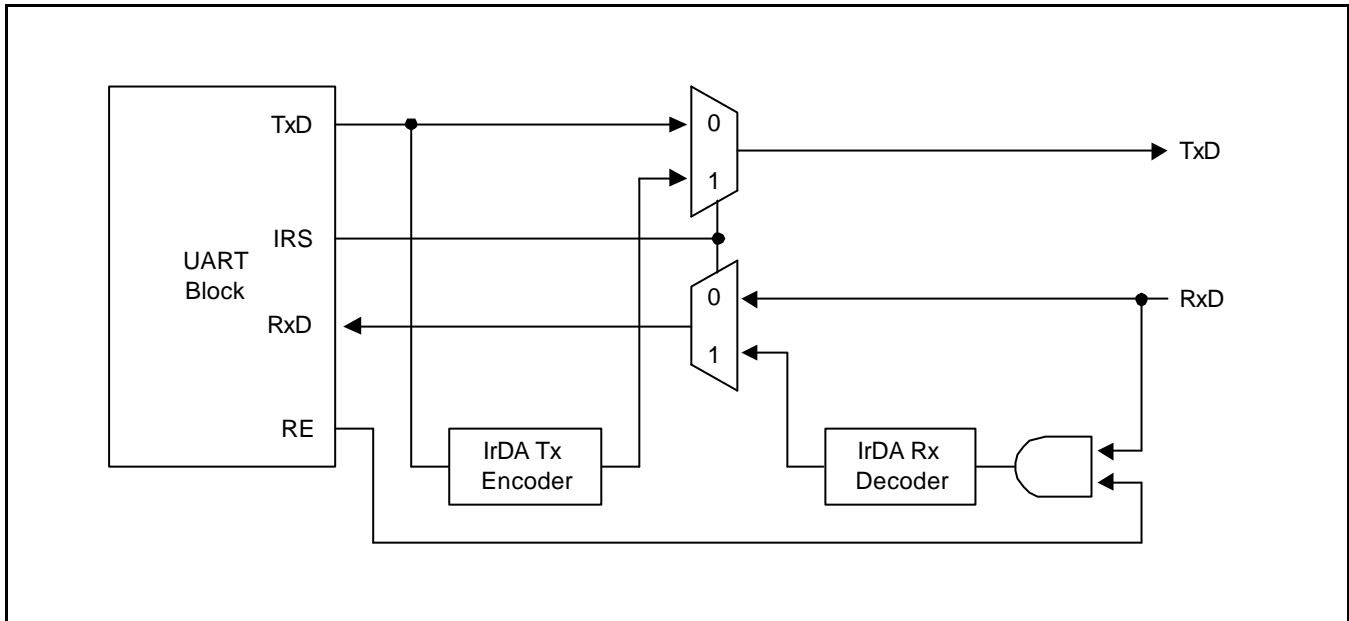 TxD
IRS
UART
Block
RxD
RE
0
1
0
1
TxD
RxD
IrDA Tx
Encoder
IrDA Rx
Decoder